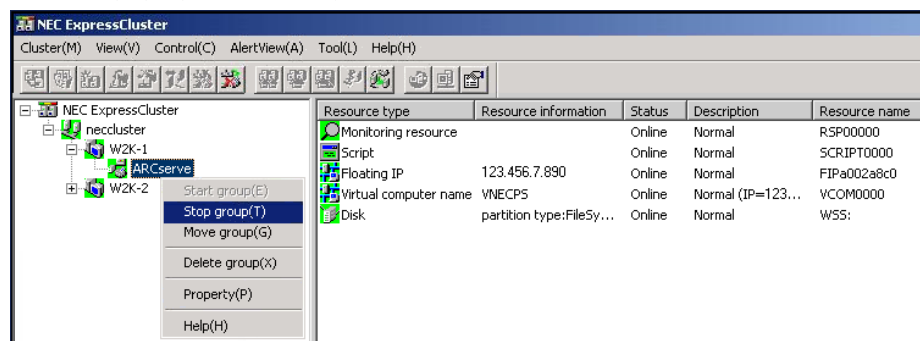 NEC ExpressCluster
Cluster(M) View(V) Control(C) AlertView(A) Tool(L) Help(H)
NEC ExpressCluster
neccluster
W2K-1
ARCserve
W2K-2
Start group(E)
Stop group(T)
Move group(G)
Delete group(X)
Property(P)
Help(H)
Resource type Resource information Status Description Resource name
Monitoring resource Online Normal RSP00000
Script Online Normal SCRIPT0000
Floating IP 123.456.7.890 Online Normal FIPa002a8c0
Virtual computer name VNECPS Online Normal (IP=123... VCOM0000
Disk partition type:FileSy... Online Normal W55: